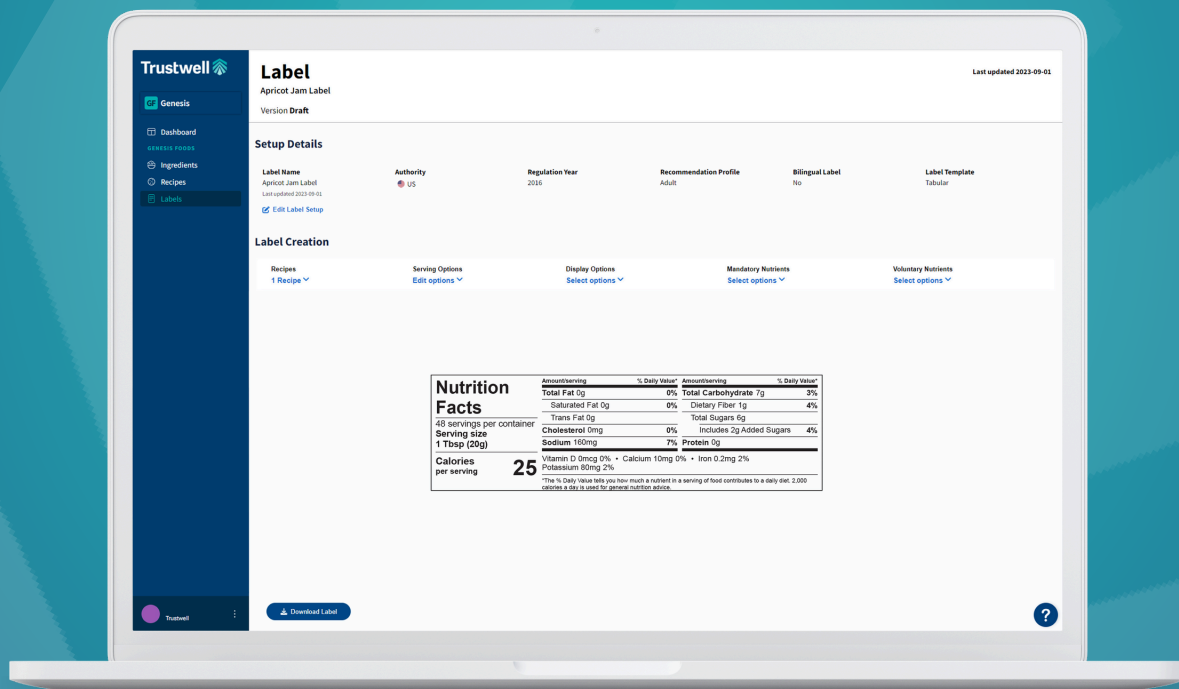 Trustwell
GF Genesis
Dashboard
GENESIS FOODS
Ingredients
Recipes
Labels
Trustwell
Label
Last updated 2023-09-01
Apricot Jam Label
Version Draft
Setup Details
Label Name
Apricot Jam Label
Last updated 2023-09-01
Edit Label Setup
Authority
US
Regulation Year
2016
Recommendation Profile
Adult
Bilingual Label
No
Label Template
Tabular
Label Creation
Recipes
1 Recipe
Serving Options
Edit options
Display Options
Select options
Mandatory Nutrients
Select options
Voluntary Nutrients
Select options
Nutrition
Facts
48 servings per container
Serving size
1 Tbsp (20g)
Calories
per serving
25
Amount/serving % Daily Value*
Total Fat 0g 0%
Saturated Fat 0g 0%
Trans Fat 0g
Cholesterol 0mg 0%
Sodium 160mg 7%
Amount/serving % Daily Value*
Total Carbohydrate 7g 3%
Dietary Fiber 1g 4%
Total Sugars 6g
Includes 2g Added Sugars 4%
Protein 0g
Vitamin D 0mcg 0% • Calcium 10mg 0% • Iron 0.2mg 2%
Potassium 80mg 2%
*The % Daily Value tells you how much a nutrient in a serving of food contributes to a daily diet. 2,000
calories a day is used for general nutrition advice.
Download Label
?